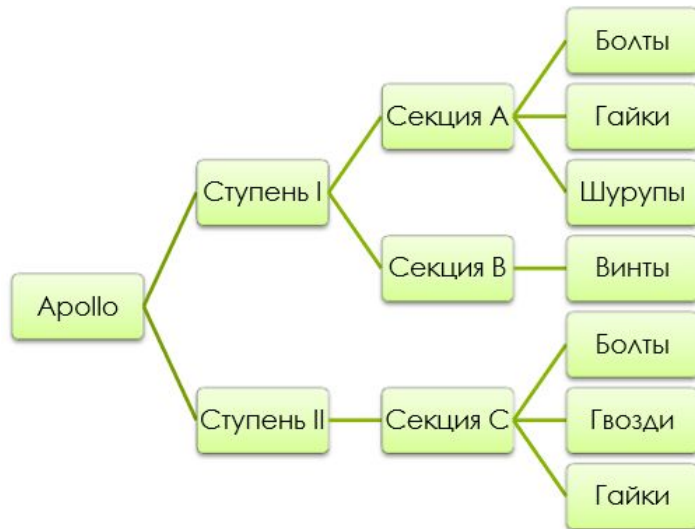 Болты
Секция А
Гайки
Ступень I
Шурупы
Секция В
Винты
Apollo
Болты
Ступень II
Секция С
Гвозди
Гайки